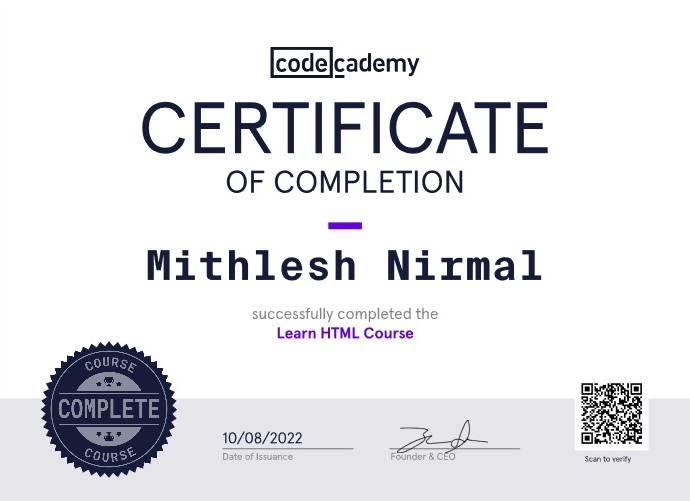 codecademy
CERTIFICATE
OF COMPLETION
Mithlesh Nirmal
successfully completed the
Learn HTML Course
COURSE
COMPLETE
COURSE
10/08/2022
Date of Issuance
Founder & CEO
Scan to verify